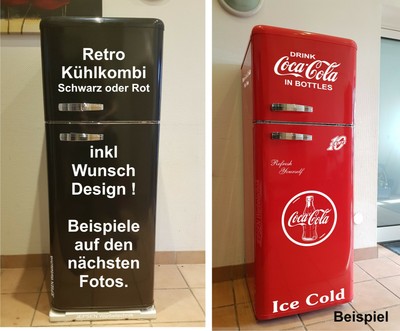 Retro
Kühlkombi
Schwarz oder Rot
inkl
Wunsch
Design !
Beispiele
auf den
nächsten
Fotos.
DRINK
Coca-Cola
IN BOTTLES
10
Refresh
Yourself
Coca-Cola
Ice Cold
Beispiel